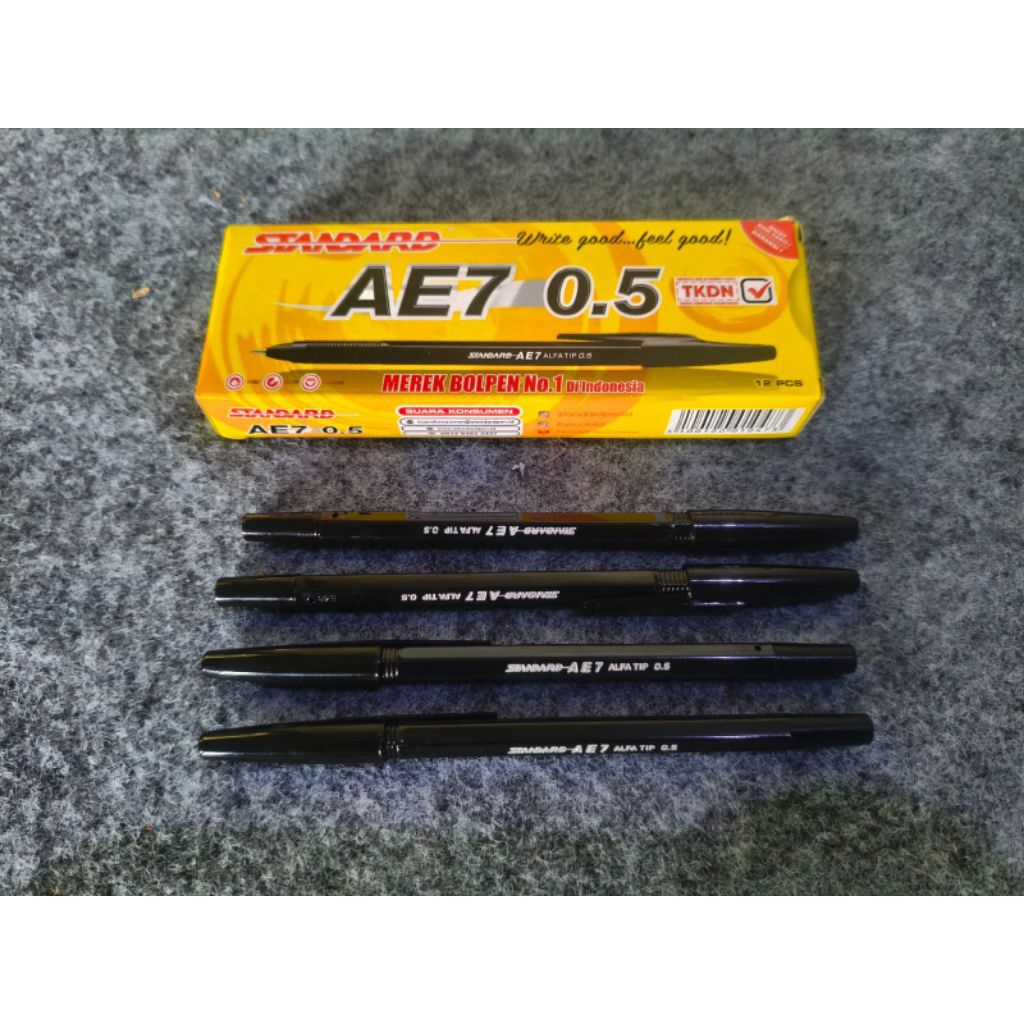 STANDARD
Write good...feel good!
AE7 0.5
TKDN
STANDARD AE7 ALFA TIP 0.5
MEREK BOLPEN No.1 Di Indonesia
12 PCS
STANDARD
AE7 0.5
SUARA KONSUMEN
Standardpenid
STANDARD AE7 ALFA TIP 0.5
STANDARD AE7 ALFA TIP 0.5
STANDARD AE7 ALFA TIP 0.5
STANDARD AE7 ALFA TIP 0.5